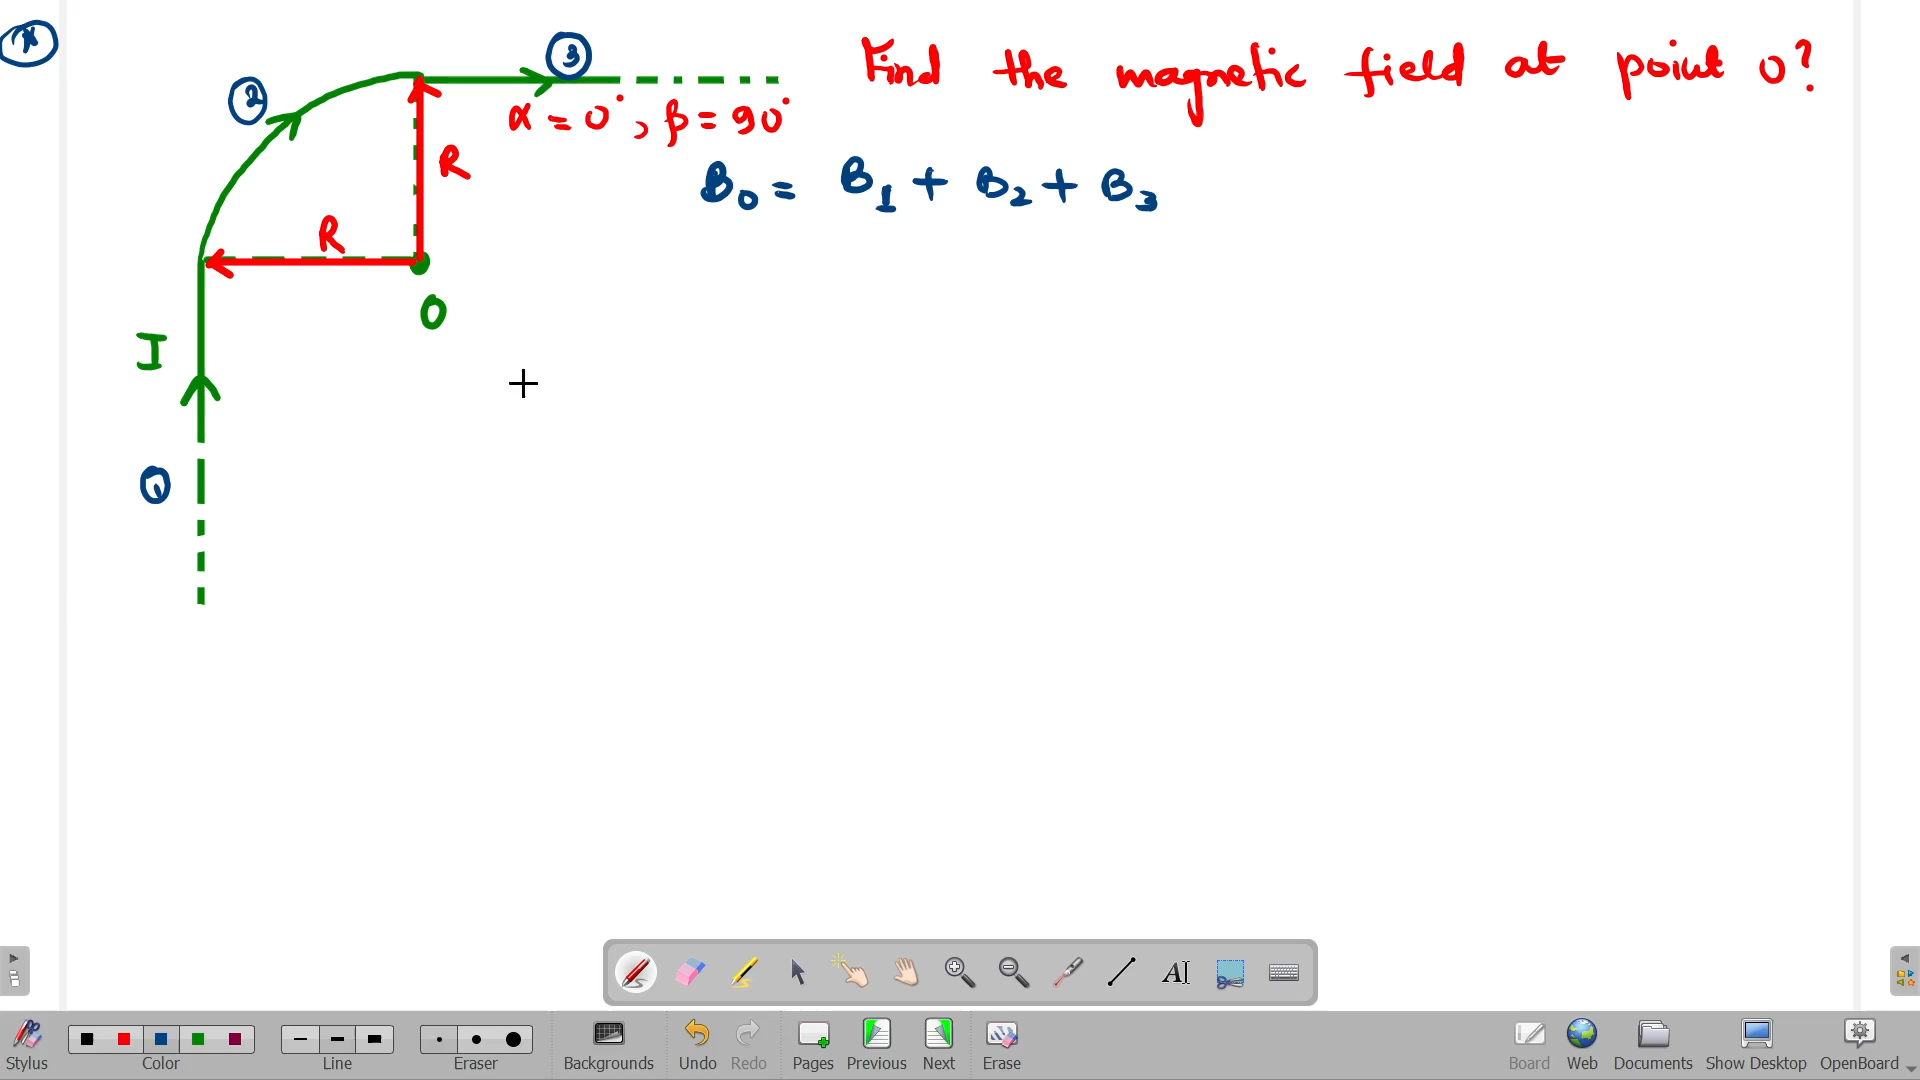 *
2
3
Find the magnetic field at point O?
α = 0°, β = 90°
R
B₀ = B₁ + B₂ + B₃
R
O
I
Stylus
Color
Line
Eraser
Backgrounds
Undo
Redo
Pages
Previous
Next
Erase
Board
Web
Documents
Show Desktop
OpenBoard